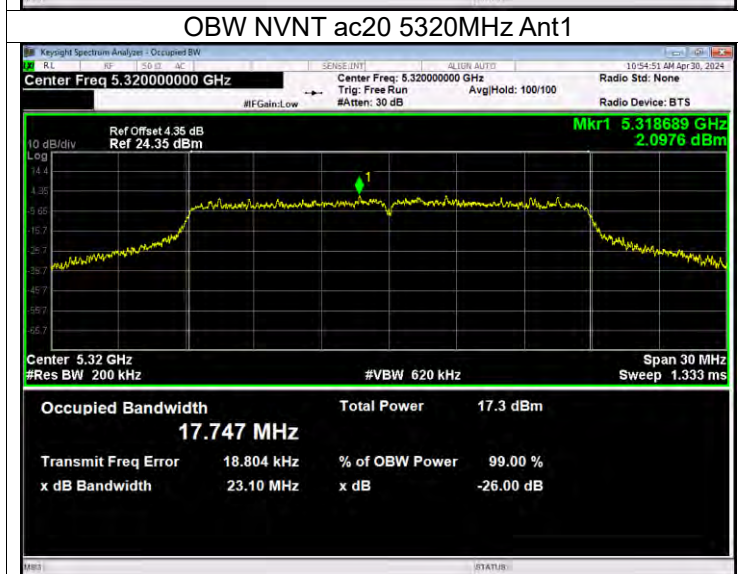 OBW NVNT ac20 5320MHz Ant1
Keysight Spectrum Analyzer - Occupied BW
RL RF 50 Ω AC SENSE:INT ALIGN AUTO 10:54:51 AM Apr 30, 2024
Center Freq 5.320000000 GHz Center Freq: 5.320000000 GHz Radio Std: None
Trig: Free Run Avg|Hold: 100/100
#IFGain:Low #Atten: 30 dB Radio Device: BTS
Ref Offset 4.35 dB Mkr1 5.318689 GHz
10 dB/div Ref 24.35 dBm 2.0976 dBm
Log
14.4
1
4.35
-5.65
-15.7
-25.7
-35.7
-45.7
-55.7
-65.7
Center 5.32 GHz Span 30 MHz
#Res BW 200 kHz #VBW 620 kHz Sweep 1.333 ms
Occupied Bandwidth Total Power 17.3 dBm
17.747 MHz
Transmit Freq Error 18.804 kHz % of OBW Power 99.00 %
x dB Bandwidth 23.10 MHz x dB -26.00 dB
MSG STATUS